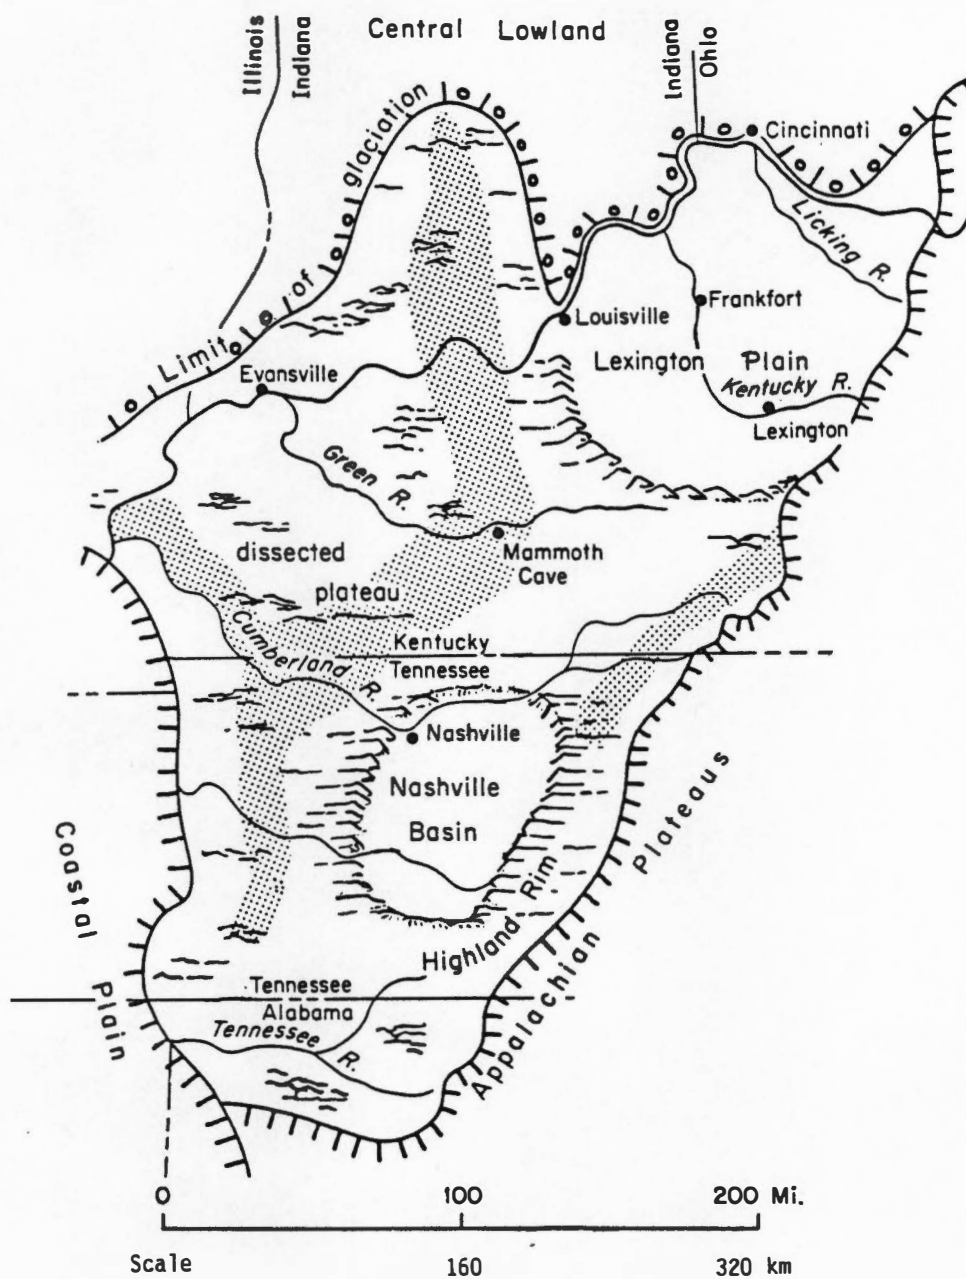 Central Lowland
Illinois
Indiana
Indiana
Ohio
Cincinnati
Limit of glaciation
Licking R.
Frankfort
Louisville
Lexington Plain
Evansville
Kentucky R.
Lexington
Green R.
dissected
plateau
Mammoth
Cave
Cumberland R.
Kentucky
Tennessee
Nashville
Nashville
Basin
Coastal Plain
Appalachian Plateaus
Highland Rim
Tennessee
Alabama
Tennessee R.
0 100 200 Mi.
Scale 160 320 km